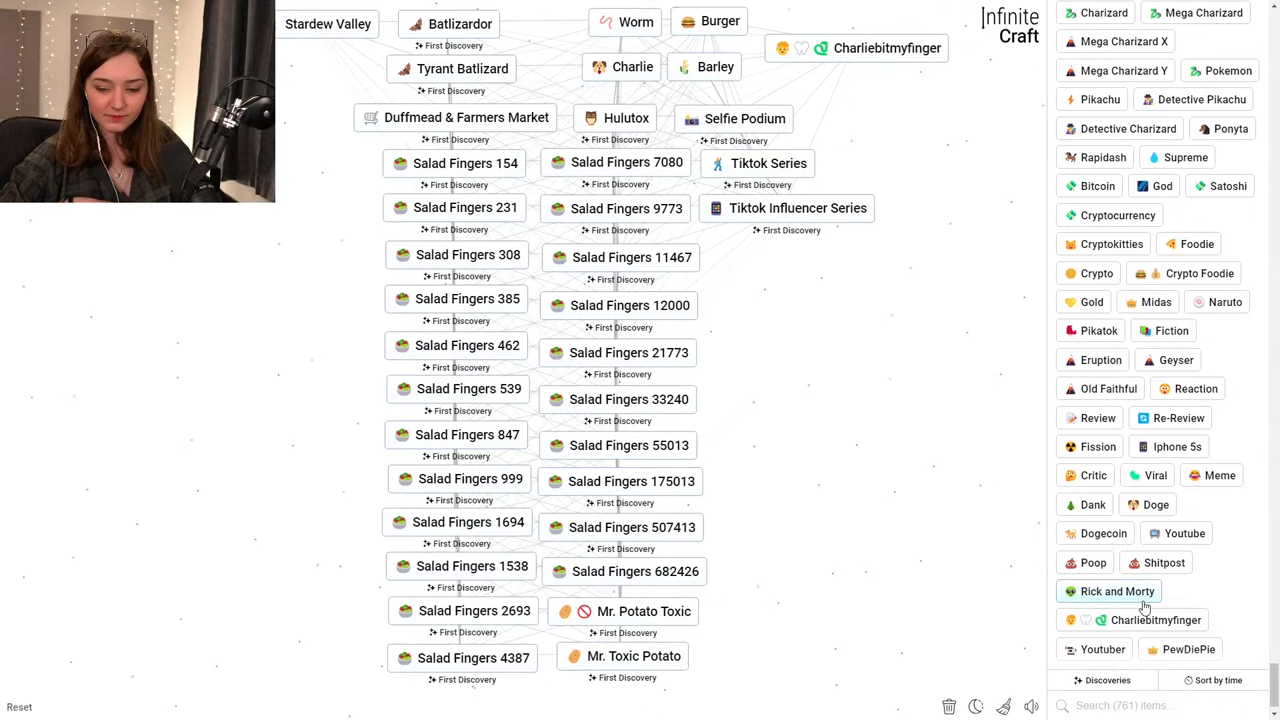 Stardew Valley
Batlizardor
First Discovery
Tyrant Batlizard
First Discovery
Worm
Burger
Charliebitmyfinger
First Discovery
Charlie
First Discovery
Barley
First Discovery
Infinite
Craft
Duffmead & Farmers Market
First Discovery
Hulutox
First Discovery
Selfie Podium
First Discovery
Salad Fingers 154
First Discovery
Salad Fingers 7080
First Discovery
Tiktok Series
First Discovery
Salad Fingers 231
First Discovery
Salad Fingers 9773
First Discovery
Tiktok Influencer Series
First Discovery
Salad Fingers 308
First Discovery
Salad Fingers 11467
First Discovery
Salad Fingers 385
First Discovery
Salad Fingers 12000
First Discovery
Salad Fingers 462
First Discovery
Salad Fingers 21773
First Discovery
Salad Fingers 539
First Discovery
Salad Fingers 33240
First Discovery
Salad Fingers 847
First Discovery
Salad Fingers 55013
First Discovery
Salad Fingers 999
First Discovery
Salad Fingers 175013
First Discovery
Salad Fingers 1694
First Discovery
Salad Fingers 507413
First Discovery
Salad Fingers 1538
First Discovery
Salad Fingers 682426
First Discovery
Salad Fingers 2693
First Discovery
Mr. Potato Toxic
First Discovery
Salad Fingers 4387
First Discovery
Mr. Toxic Potato
First Discovery
Reset
Charizard Mega Charizard
Mega Charizard X
Mega Charizard Y Pokemon
Pikachu Detective Pikachu
Detective Charizard Ponyta
Rapidash Supreme
Bitcoin God Satoshi
Cryptocurrency
Cryptokitties Foodie
Crypto Crypto Foodie
Gold Midas Naruto
Pikatok Fiction
Eruption Geyser
Old Faithful Reaction
Review Re-Review
Fission Iphone 5s
Critic Viral Meme
Dank Doge
Dogecoin Youtube
Poop Shitpost
Rick and Morty
Charliebitmyfinger
Youtuber PewDiePie
Discoveries Sort by time
Search (761) items...